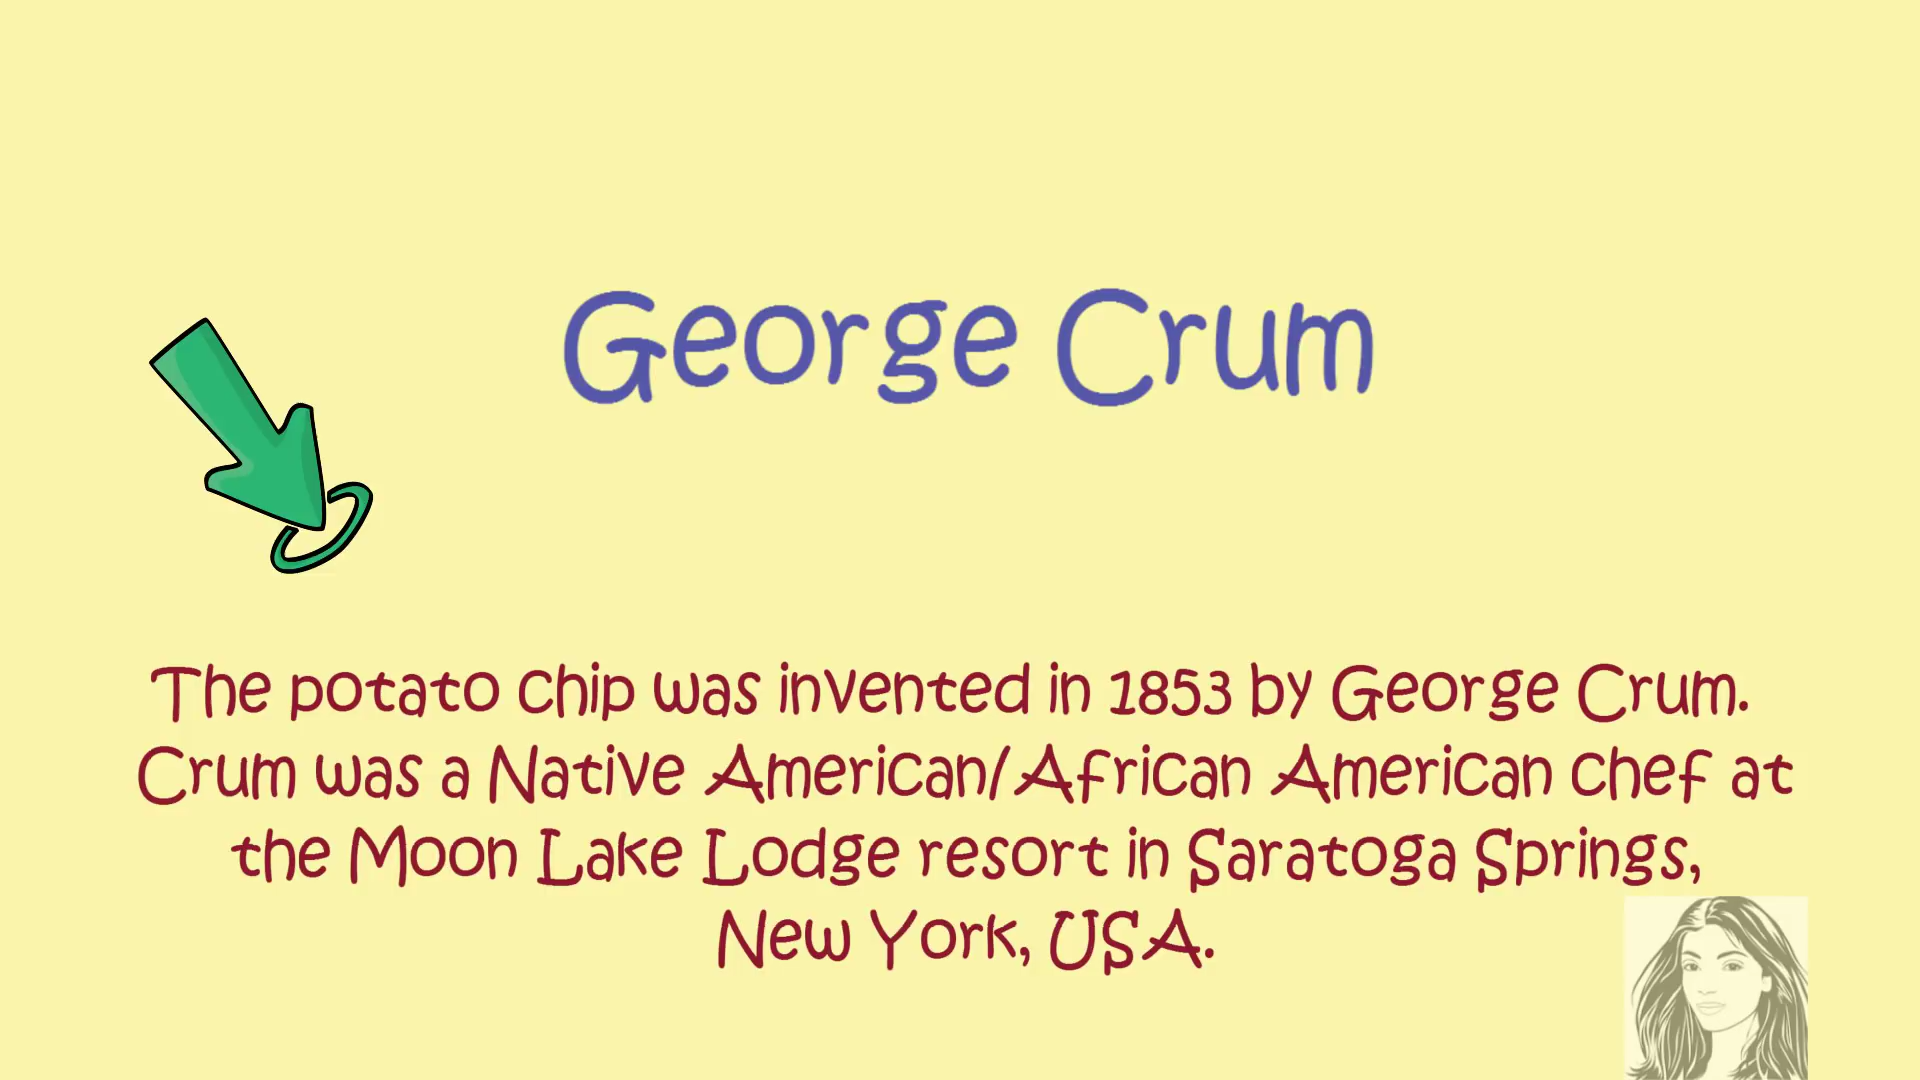 George Crum
The potato chip was invented in 1853 by George Crum.
Crum was a Native American/African American chef at
the Moon Lake Lodge resort in Saratoga Springs,
New York, USA.